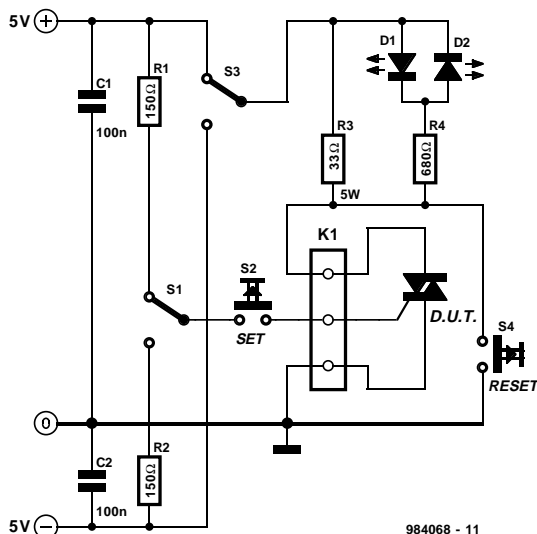 5V +
D1
D2
S3
C1
R1
150Ω
100n
R3
33Ω
5W
R4
680Ω
K1
S1
S2
SET
D.U.T.
S4
RESET
0
C2
R2
150Ω
100n
5V −
984068 - 11